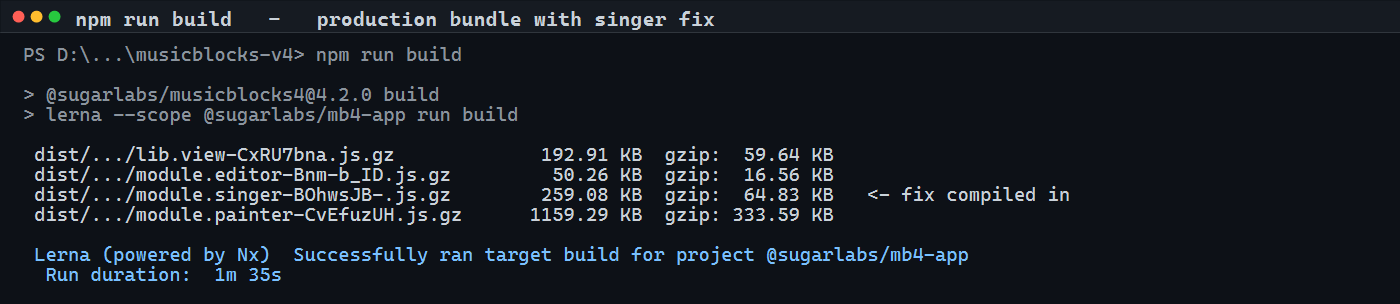 npm run build - production bundle with singer fix
PS D:\...\musicblocks-v4> npm run build
> @sugarlabs/musicblocks4@4.2.0 build
> lerna --scope @sugarlabs/mb4-app run build
dist/.../lib.view-CxRU7bna.js.gz 192.91 KB gzip: 59.64 KB
dist/.../module.editor-Bnm-b_ID.js.gz 50.26 KB gzip: 16.56 KB
dist/.../module.singer-BOhwsJB-.js.gz 259.08 KB gzip: 64.83 KB <- fix compiled in
dist/.../module.painter-CvEfuzUH.js.gz 1159.29 KB gzip: 333.59 KB
Lerna (powered by Nx) Successfully ran target build for project @sugarlabs/mb4-app
Run duration: 1m 35s